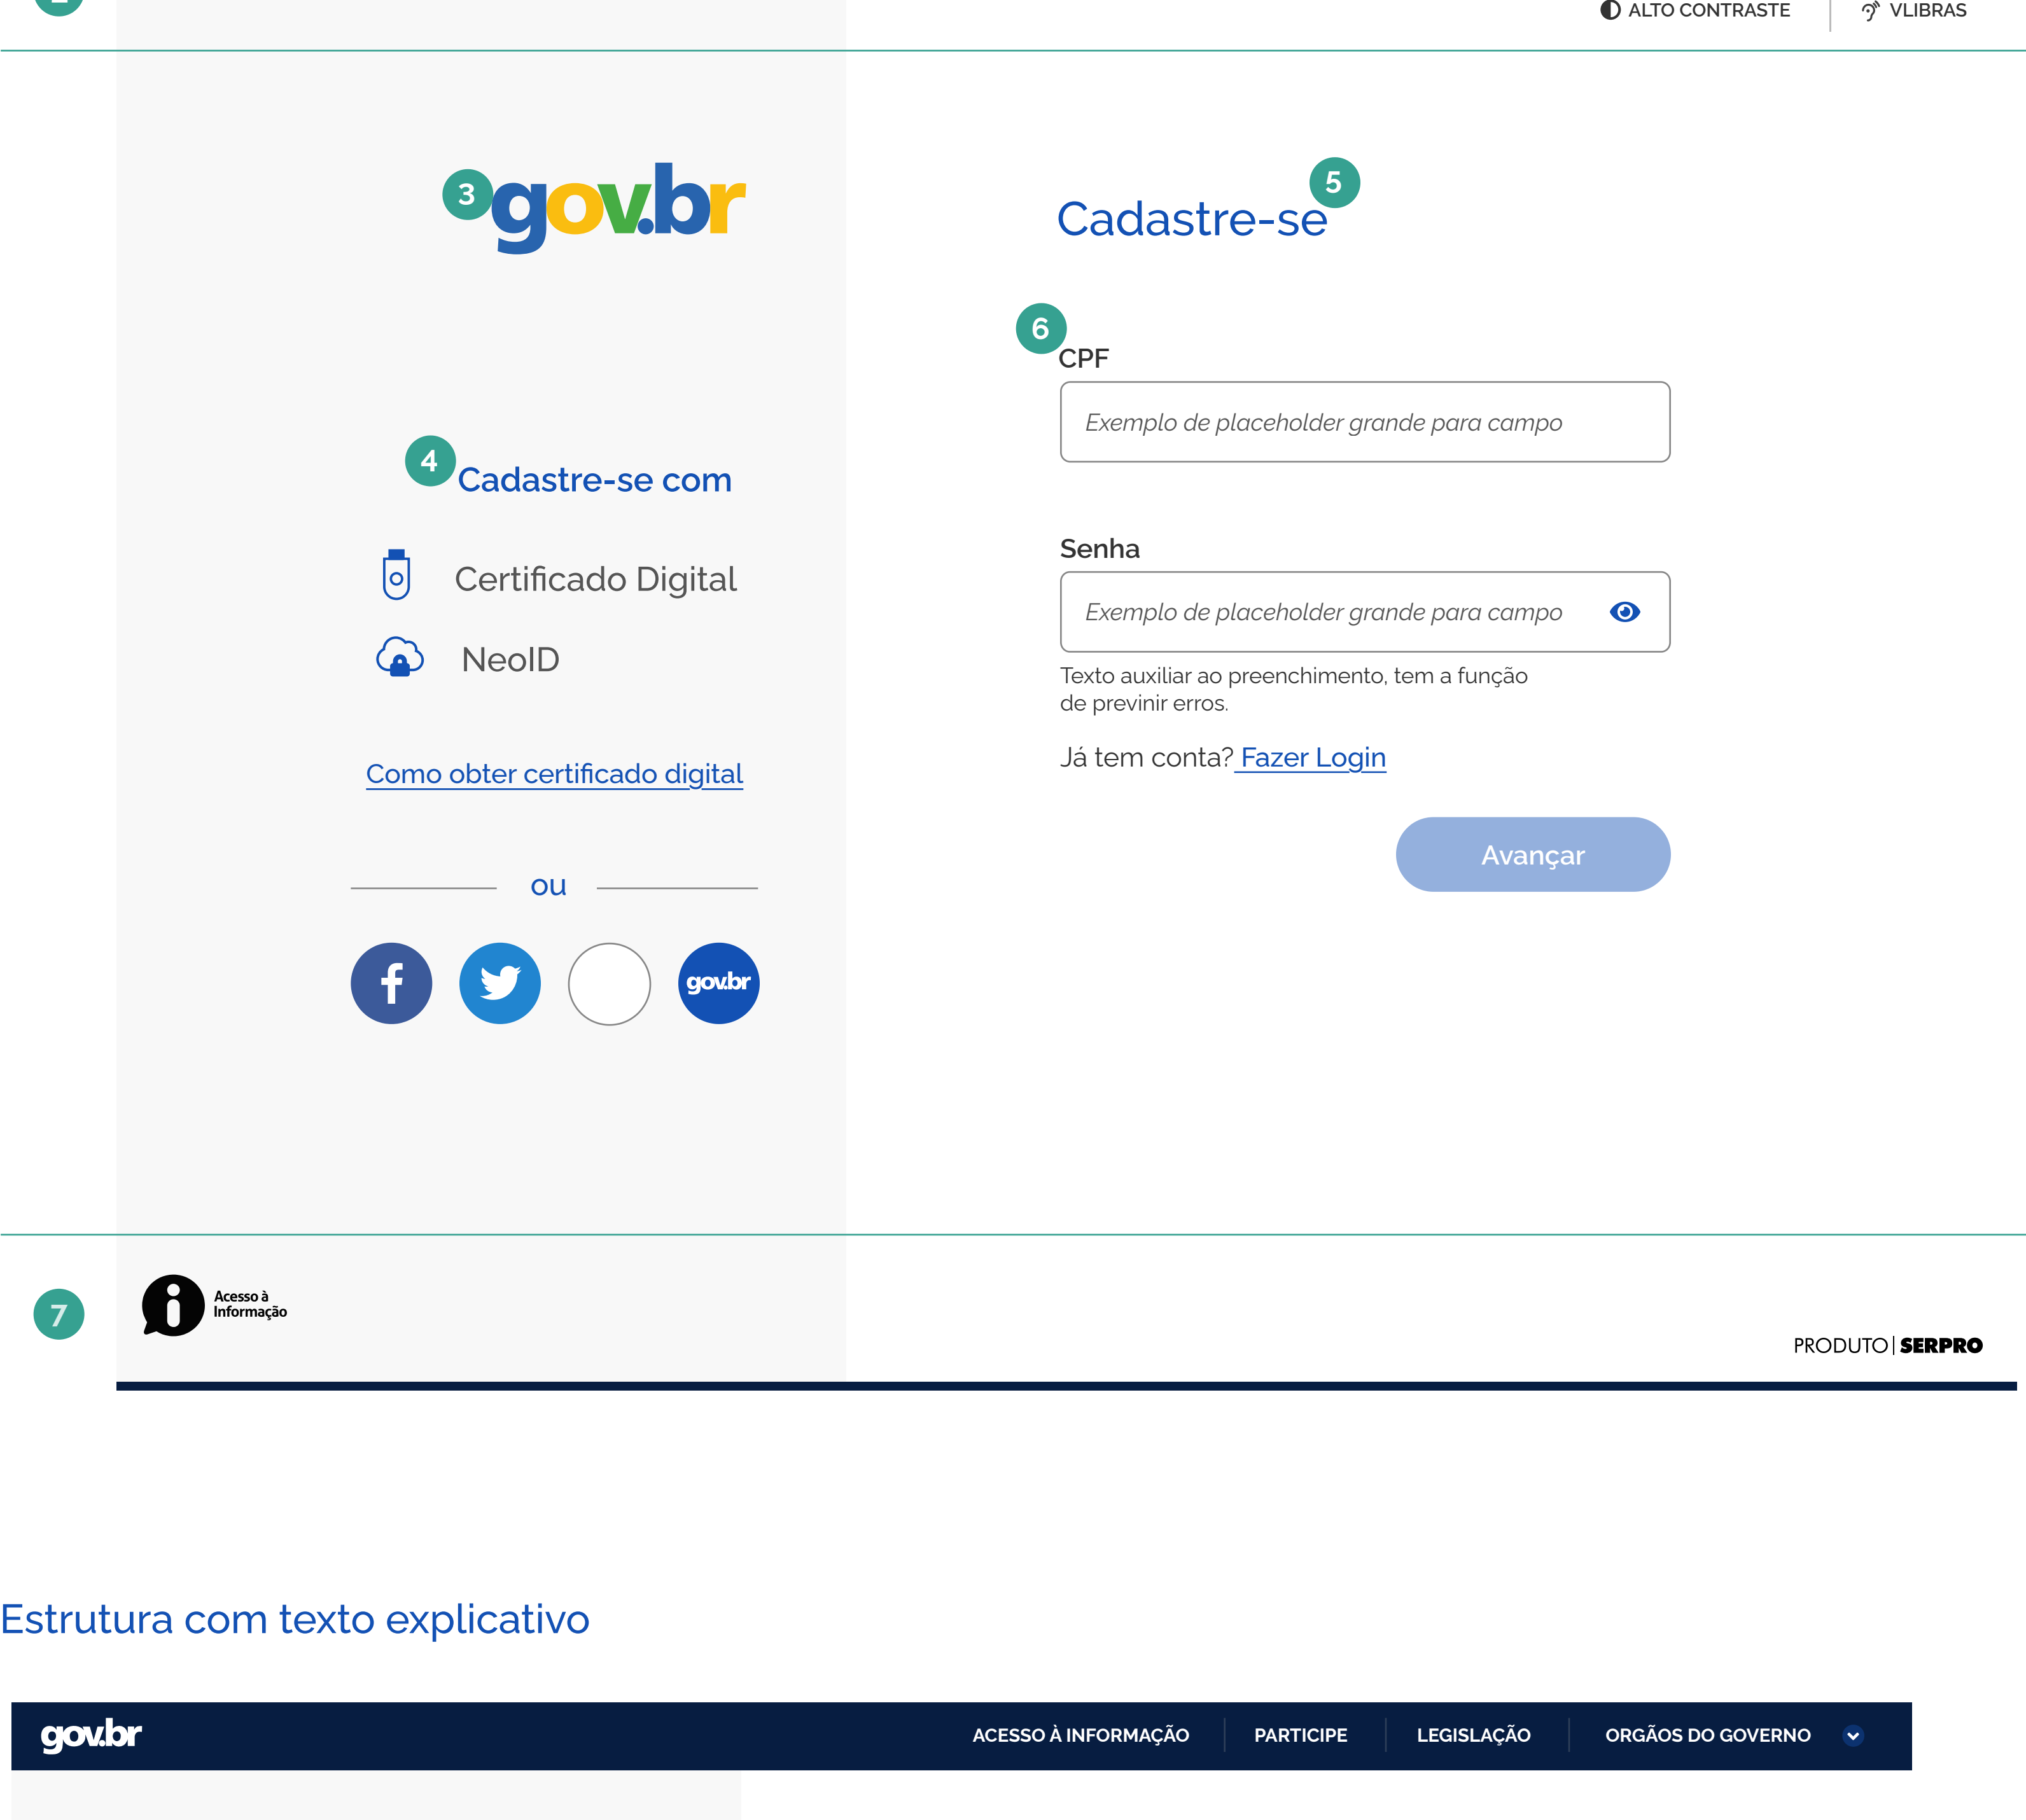 ALTO CONTRASTE
VLIBRAS
3
gov.br
5
Cadastre-se
6
CPF
Exemplo de placeholder grande para campo
4
Cadastre-se com
Senha
Certificado Digital
Exemplo de placeholder grande para campo
NeoID
Texto auxiliar ao preenchimento, tem a função
de previnir erros.
Já tem conta? Fazer Login
Como obter certificado digital
Avançar
ou
gov.br
7
Acesso à
Informação
PRODUTO | SERPRO
Estrutura com texto explicativo
gov.br
ACESSO À INFORMAÇÃO
PARTICIPE
LEGISLAÇÃO
ORGÃOS DO GOVERNO